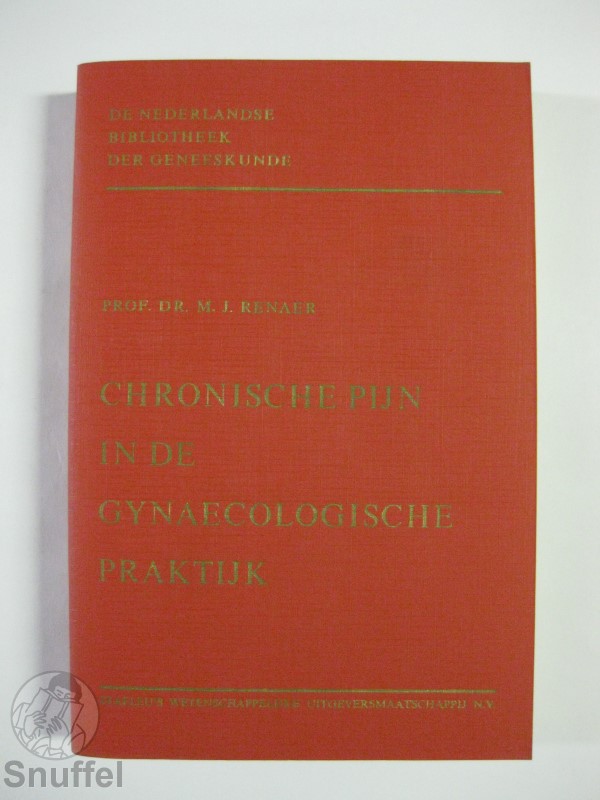 DE NEDERLANDSE
BIBLIOTHEEK
DER GENEESKUNDE
PROF. DR. M. J. RENAER
CHRONISCHE PIJN
IN DE
GYNAECOLOGISCHE
PRAKTIJK
WETENSCHAPPELIJKE UITGEVERSMAATSCHAPPIJ N.V.
Snuffel